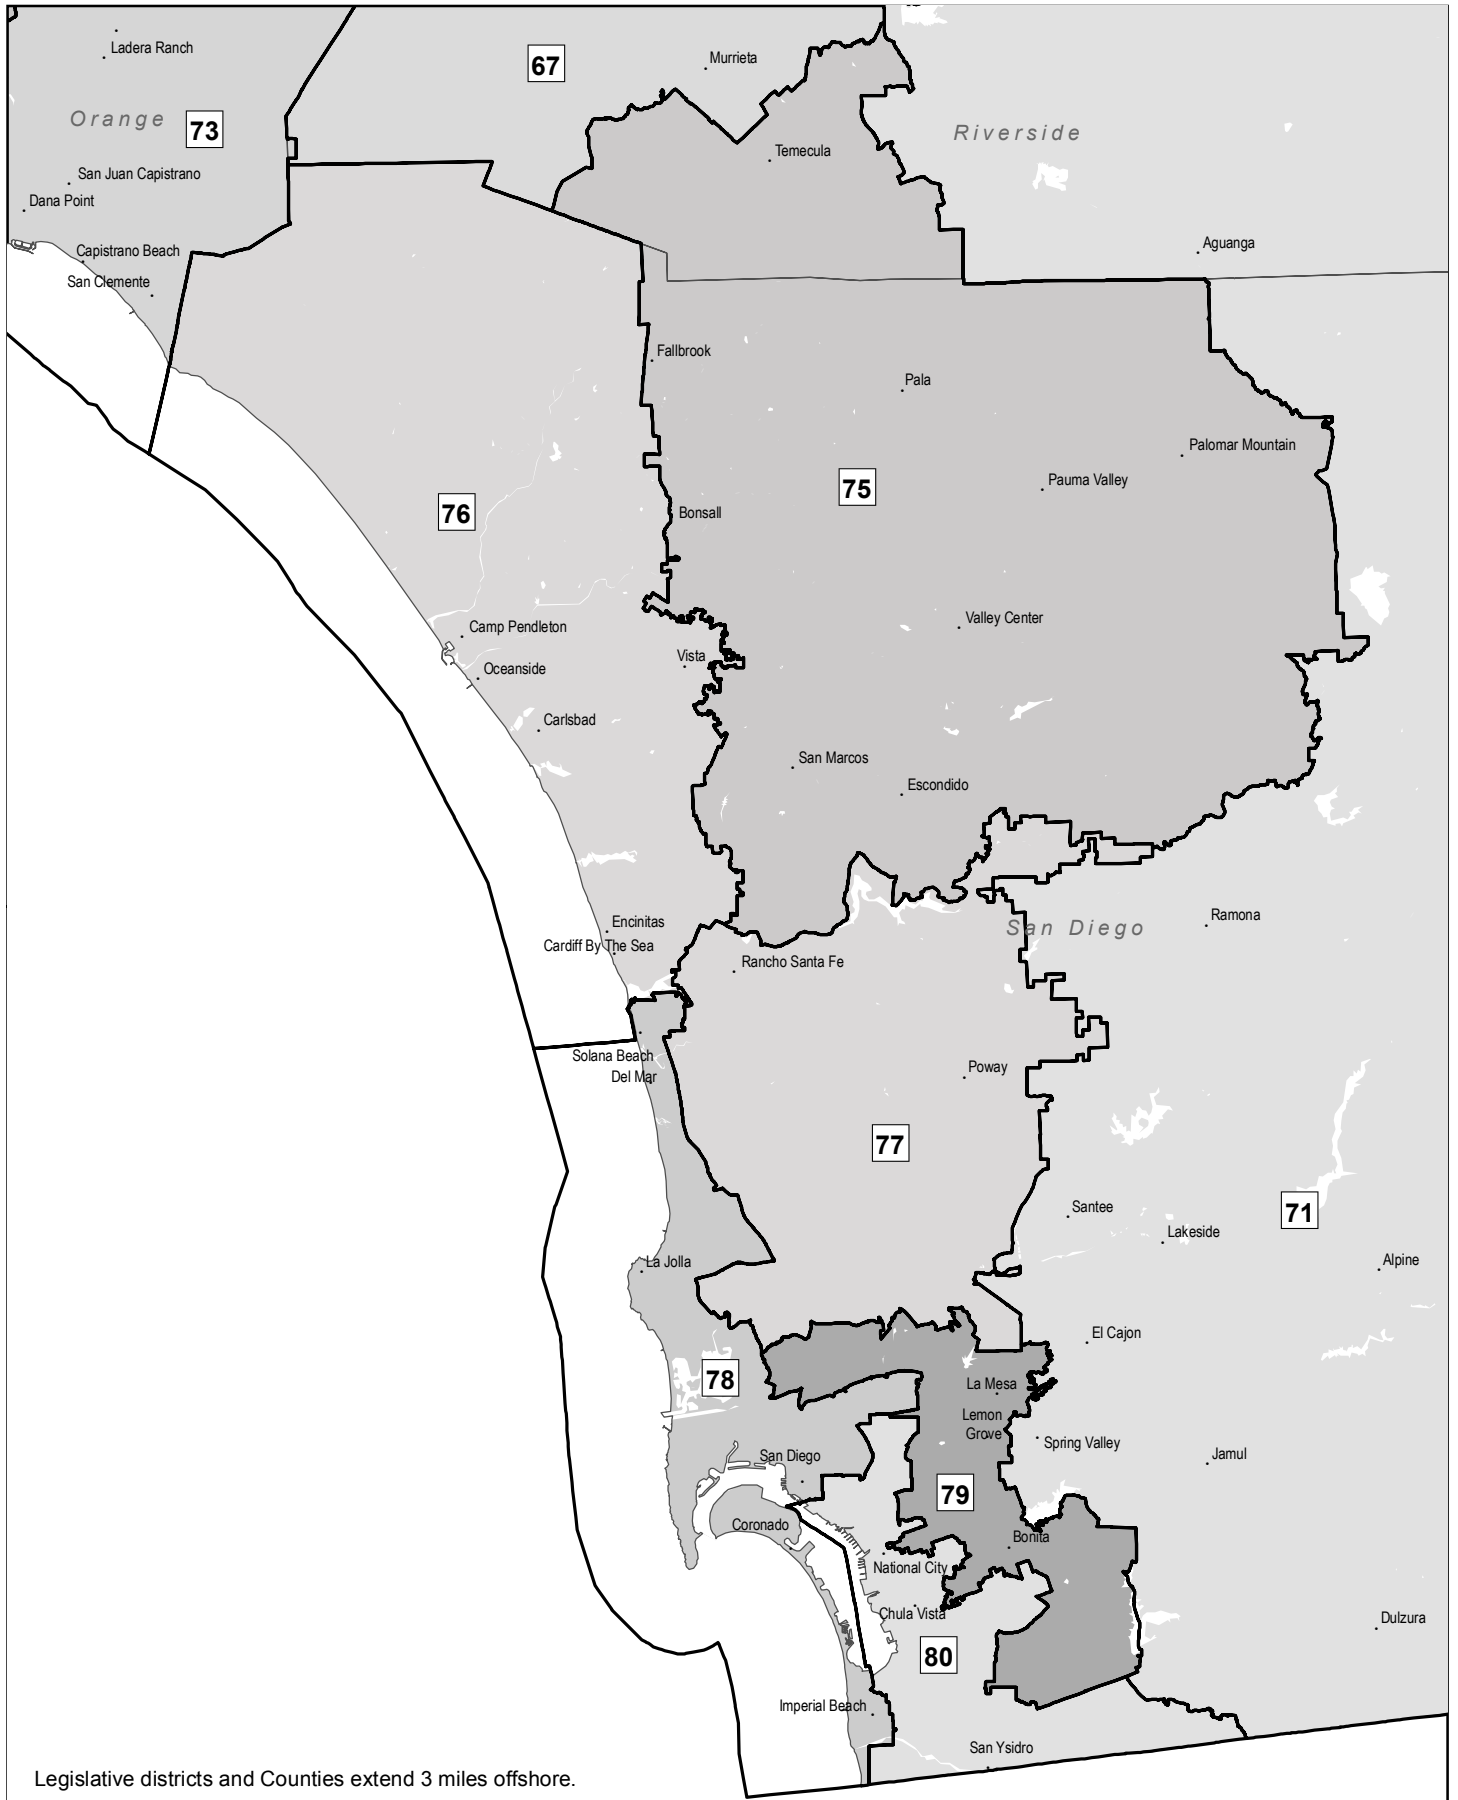 Ladera Ranch
67
Murrieta
Orange
73
Riverside
Temecula
San Juan Capistrano
Dana Point
Capistrano Beach
Aguanga
San Clemente
Fallbrook
Pala
Palomar Mountain
Pauma Valley
75
76
Bonsall
Valley Center
Camp Pendleton
Vista
Oceanside
Carlsbad
San Marcos
Escondido
Ramona
Encinitas
San Diego
Cardiff By The Sea
Rancho Santa Fe
Solana Beach
Poway
Del Mar
77
Santee
71
Lakeside
La Jolla
Alpine
El Cajon
78
La Mesa
Lemon
Grove
Spring Valley
San Diego
Jamul
79
Coronado
Bonita
National City
Chula Vista
Dulzura
80
Imperial Beach
San Ysidro
Legislative districts and Counties extend 3 miles offshore.